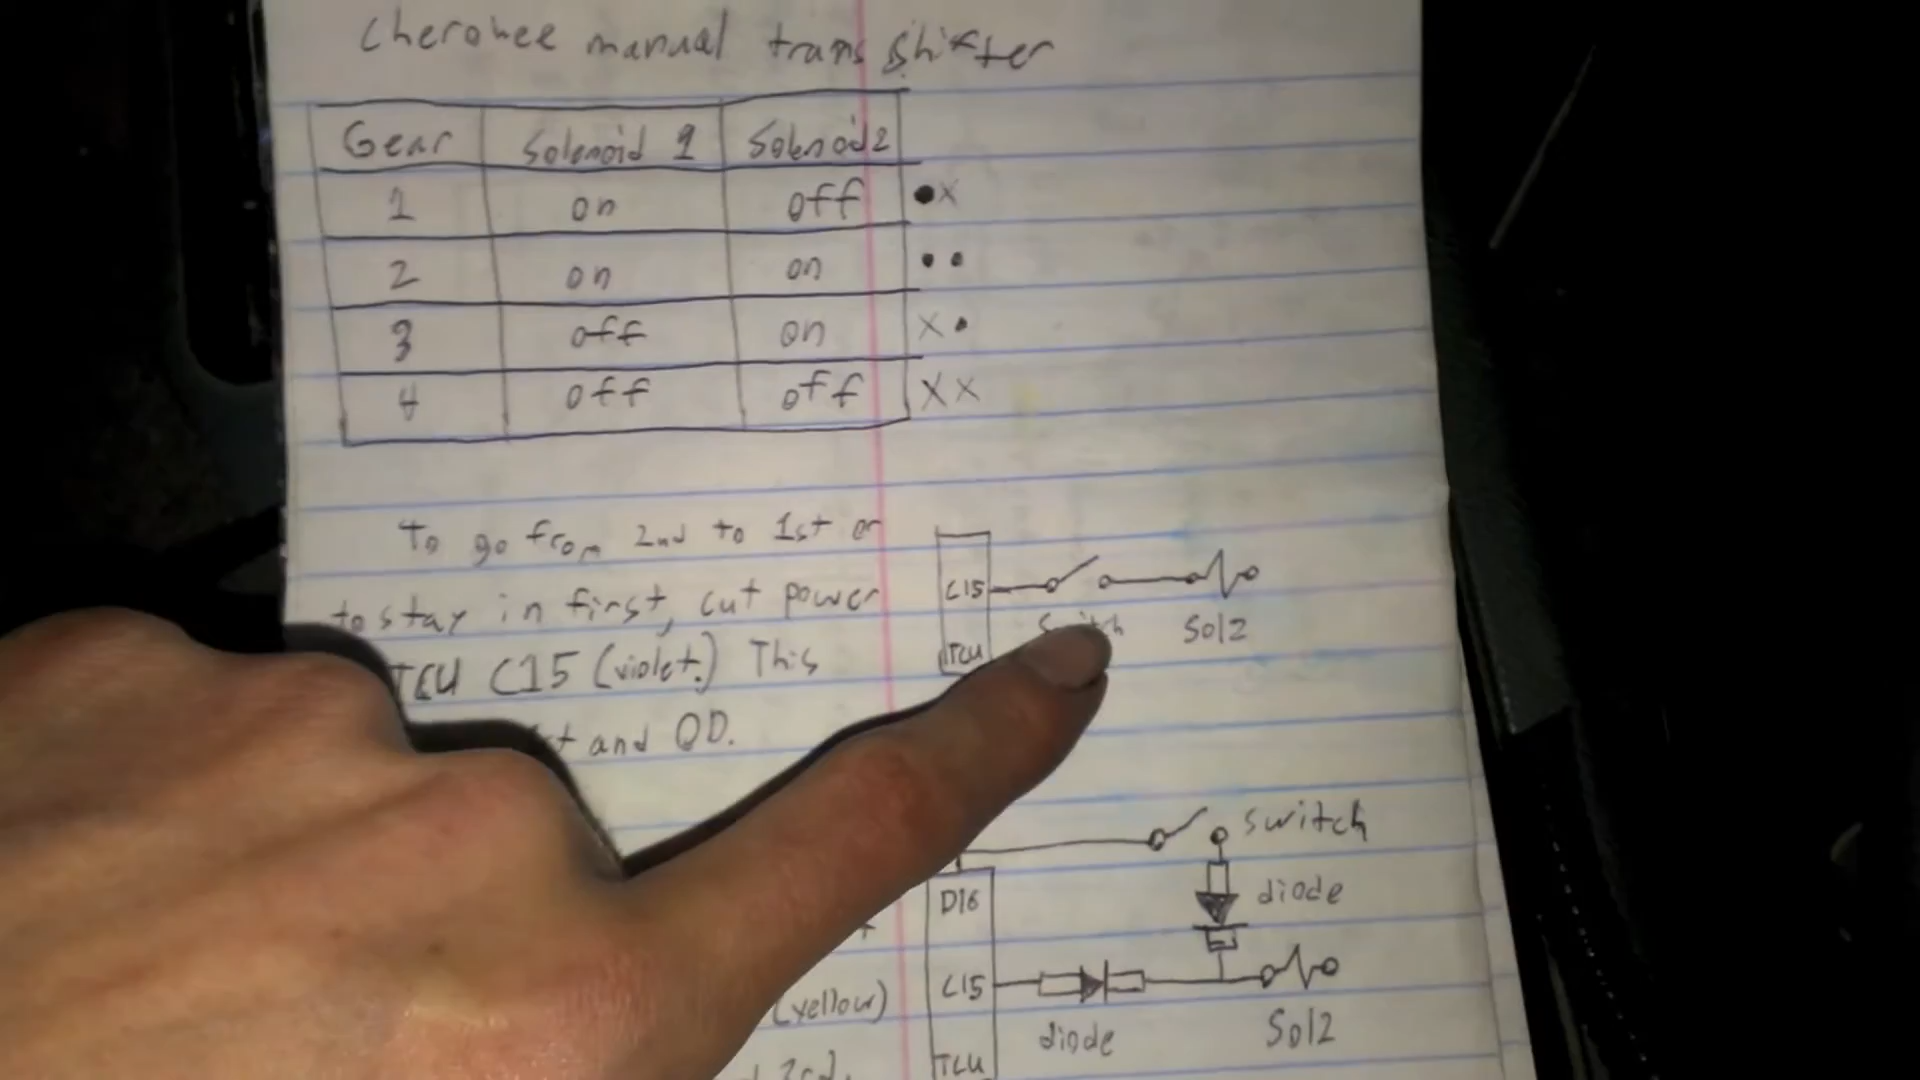 Cherokee manual trans shifter
Gear Solenoid 1 Solenoid 2
1 on off ●x
2 on on • •
3 off on X •
4 off off X X
To go from 2nd to 1st or
to stay in first, cut power
TCU C15 (violet.) This
and OD.
C15
Switch
Sol2
TCU
switch
D16
diode
C15
(yellow)
diode
Sol2
TCU